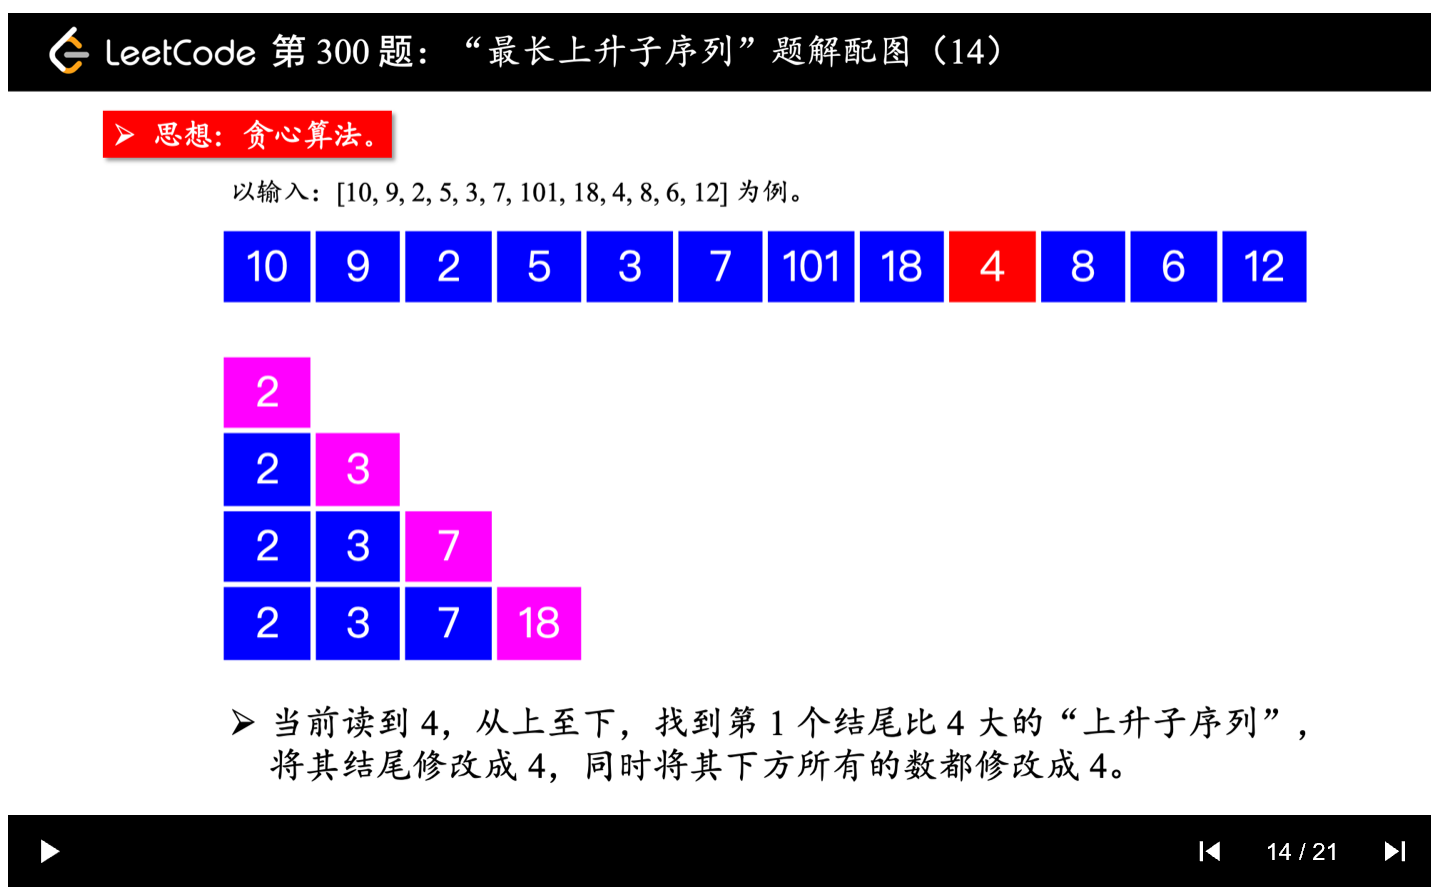 LeetCode 第 300 题：“最长上升子序列”题解配图（14）
➢ 思想：贪心算法。
以输入：[10, 9, 2, 5, 3, 7, 101, 18, 4, 8, 6, 12] 为例。
10 9 2 5 3 7 101 18 4 8 6 12
2
2 3
2 3 7
2 3 7 18
➢ 当前读到 4，从上至下，找到第 1 个结尾比 4 大的“上升子序列”，
将其结尾修改成 4，同时将其下方所有的数都修改成 4。
14 / 21